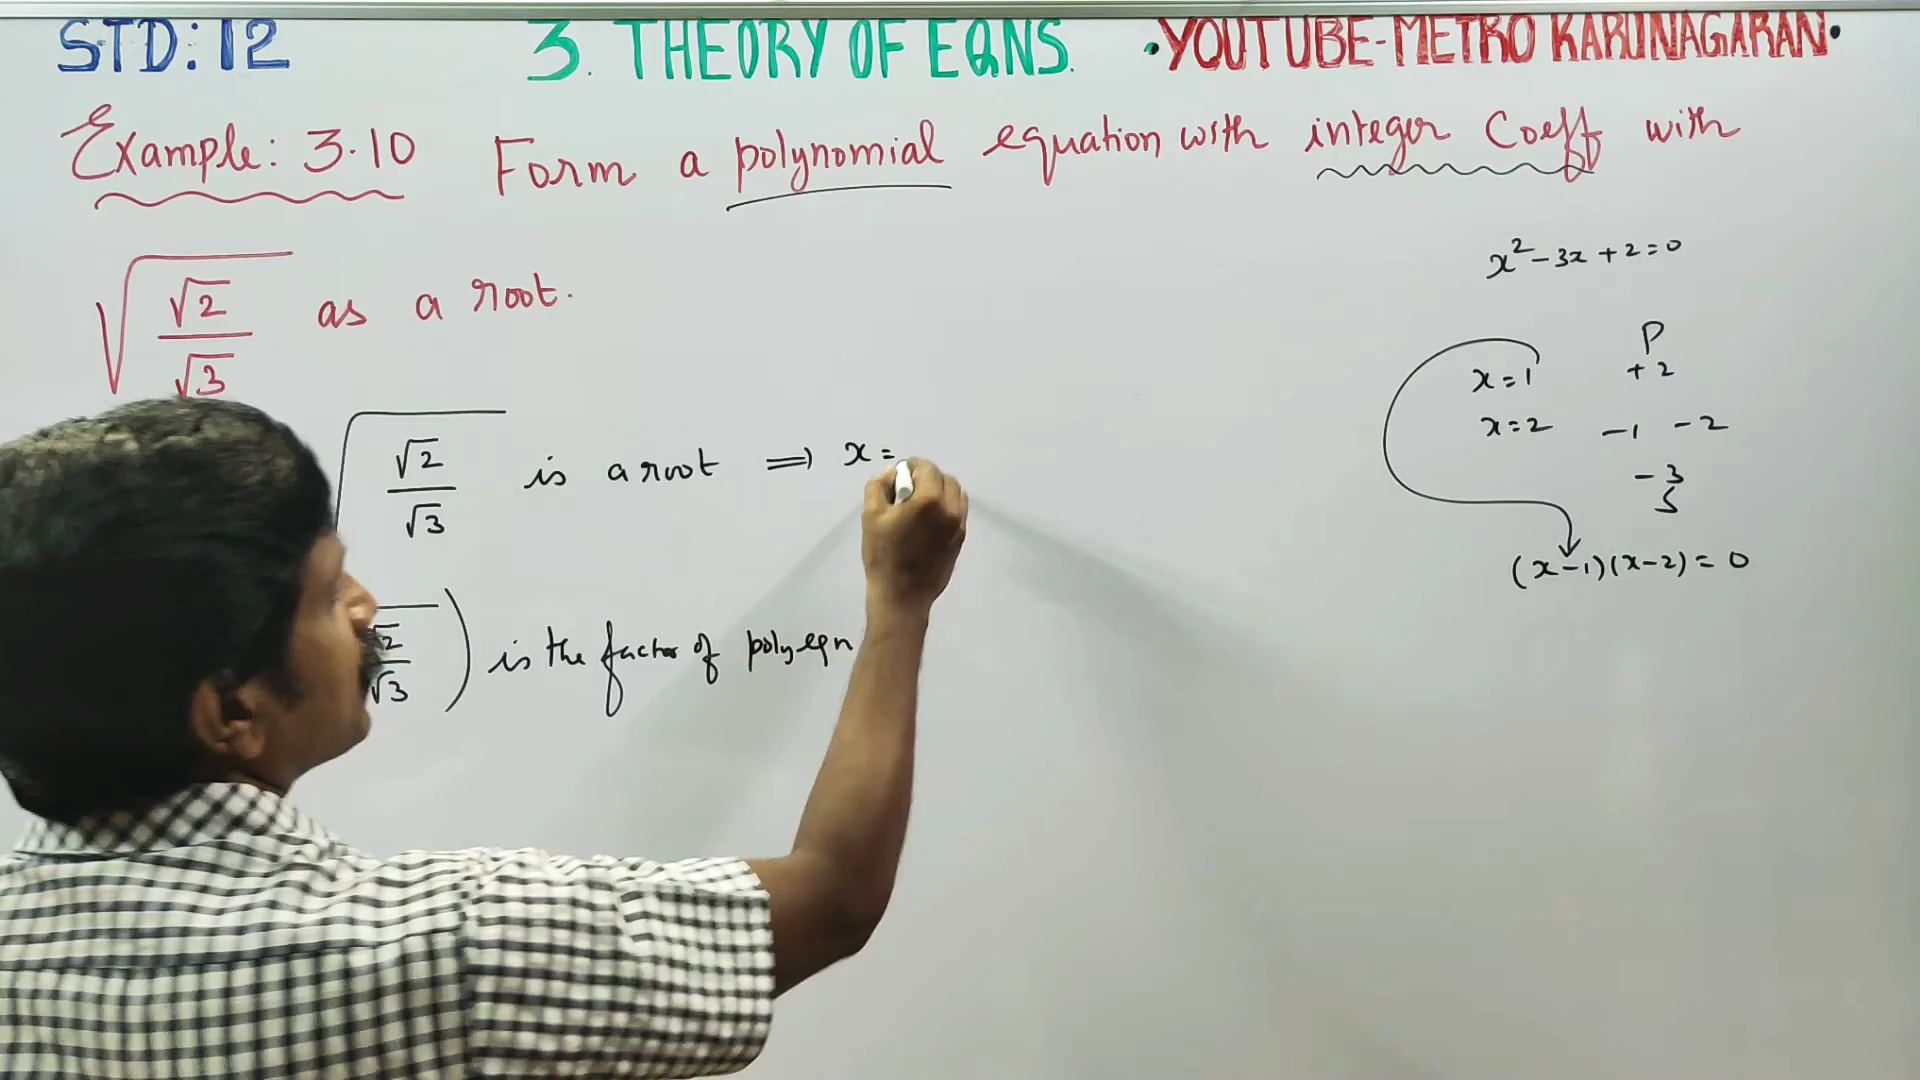 STD: 12 3. THEORY OF EQNS. •YOUTUBE-METRO KARUNAGARAN•
Example: 3.10 Form a polynomial equation with integer Coeff with
√(√2/√3) as a root.
√(√2/√3) is a root ⟹ x =
√2/√3) is the factor of poly eqn
x² - 3x + 2 = 0
P
x = 1 + 2
x = 2 -1 -2
-3
S
(x-1)(x-2) = 0